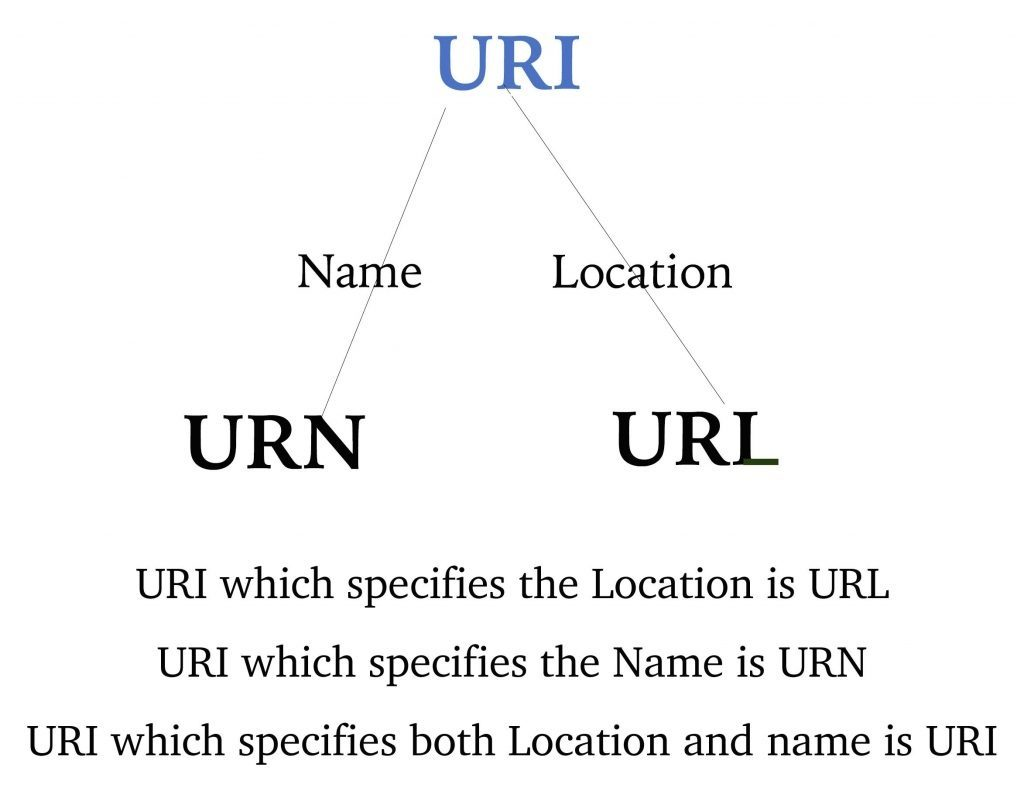 URI
Name Location
URN URL
URI which specifies the Location is URL
URI which specifies the Name is URN
URI which specifies both Location and name is URI